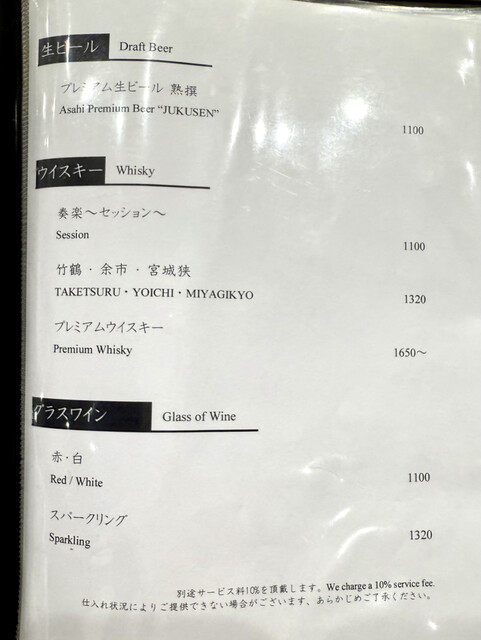 生ビール Draft Beer
プレミアム生ビール 熟撰
Asahi Premium Beer “JUKUSEN”
1100
ウイスキー Whisky
奏楽〜セッション〜
Session
1100
竹鶴・余市・宮城狭
TAKETSURU・YOICHI・MIYAGIKYO 1320
プレミアムウイスキー
Premium Whisky 1650〜
グラスワイン Glass of Wine
赤・白
Red / White 1100
スパークリング
Sparkling 1320
別途サービス料10%を頂戴します。We charge a 10% service fee.
仕入れ状況によりご提供できない場合がございます、あらかじめご了承ください。